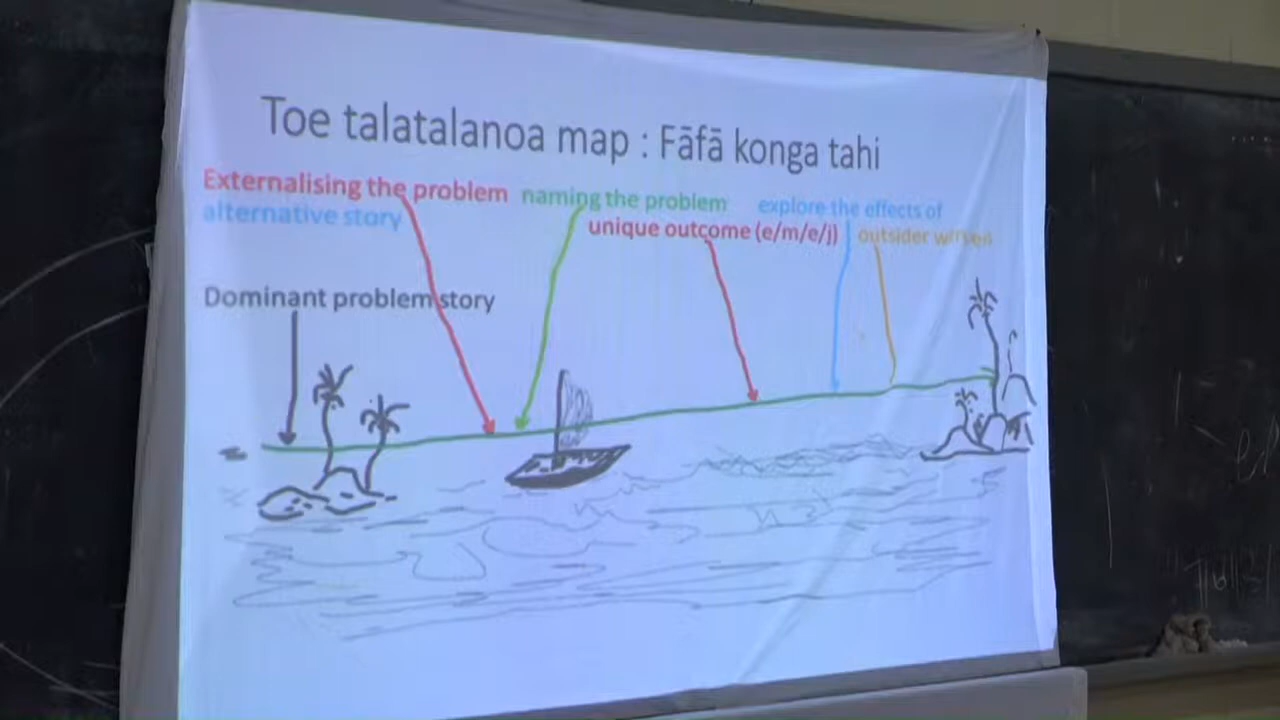 Toe talatalanoa map : Fāfā konga tahi
Externalising the problem naming the problem explore the effects of
alternative story unique outcome (e/m/e/j) outsider
Dominant problem story